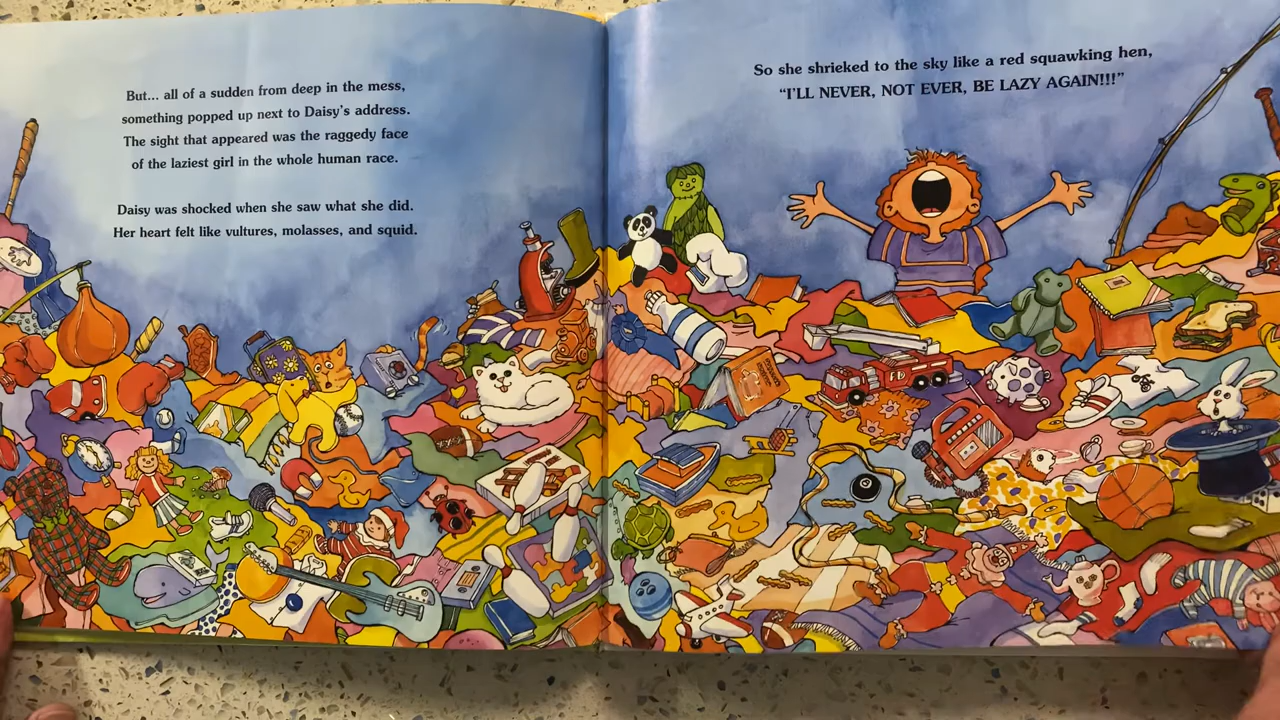 But... all of a sudden from deep in the mess,
something popped up next to Daisy's address.
The sight that appeared was the raggedy face
of the laziest girl in the whole human race.
Daisy was shocked when she saw what she did.
Her heart felt like vultures, molasses, and squid.
So she shrieked to the sky like a red squawking hen,
"I'LL NEVER, NOT EVER, BE LAZY AGAIN!!!"